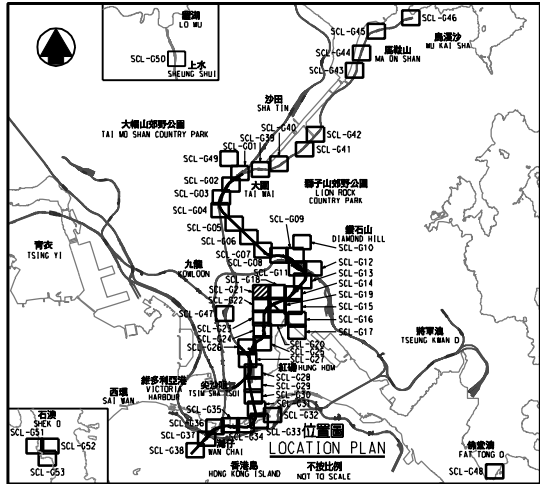 羅湖
LO WU
SCL-G50
上水
SHEUNG SHUI
SCL-G46
烏溪沙
WU KAI SHA
SCL-G45
馬鞍山
MA ON SHAN
SCL-G44
SCL-G43
沙田
SHA TIN
大帽山郊野公園
TAI MO SHAN COUNTRY PARK
SCL-G40
SCL-G39
SCL-G42
SCL-G41
SCL-G01
SCL-G49
SCL-G02
大圍
TAI WAI
獅子山郊野公園
LION ROCK
COUNTRY PARK
SCL-G03
SCL-G04
SCL-G05
SCL-G06
SCL-G07
SCL-G08
SCL-G09
鑽石山
DIAMOND HILL
SCL-G10
SCL-G11
SCL-G12
SCL-G13
SCL-G14
SCL-G19
SCL-G15
SCL-G16
SCL-G17
青衣
TSING YI
九龍
KOWLOON
SCL-G18
SCL-G21
SCL-G22
SCL-G47
SCL-G23
SCL-G24
SCL-G26
SCL-G20
SCL-G27
紅磡
HUNG HOM
SCL-G28
SCL-G29
SCL-G30
SCL-G31
SCL-G32
SCL-G33
SCL-G34
SCL-G35
SCL-G36
SCL-G37
SCL-G38
將軍澳
TSEUNG KWAN O
西環
SAI WAN
維多利亞港
VICTORIA
HARBOUR
尖沙咀
TSIM SHA TSUI
灣仔
WAN CHAI
香港島
HONG KONG ISLAND
石澳
SHEK O
SCL-G51
SCL-G52
SCL-G53
位置圖
LOCATION PLAN
不按比例
NOT TO SCALE
FAT TONG O
SCL-G48